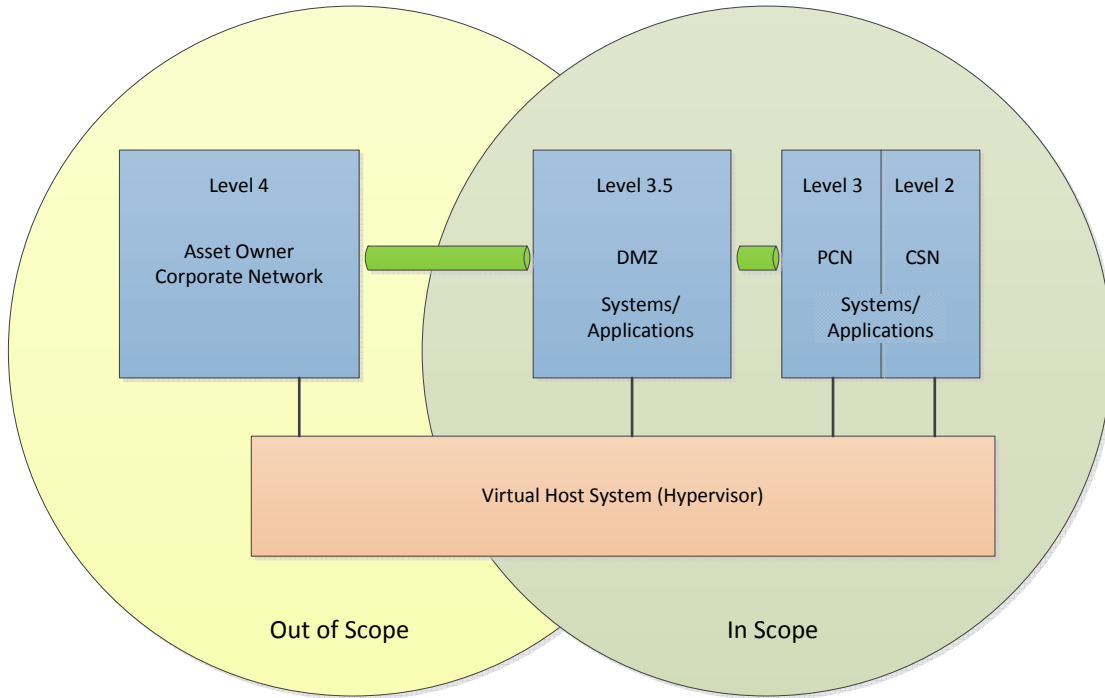 Level 4
Asset Owner
Corporate Network
Level 3.5
DMZ
Systems/
Applications
Level 3
Level 2
PCN
CSN
Systems/
Applications
Virtual Host System (Hypervisor)
Out of Scope
In Scope